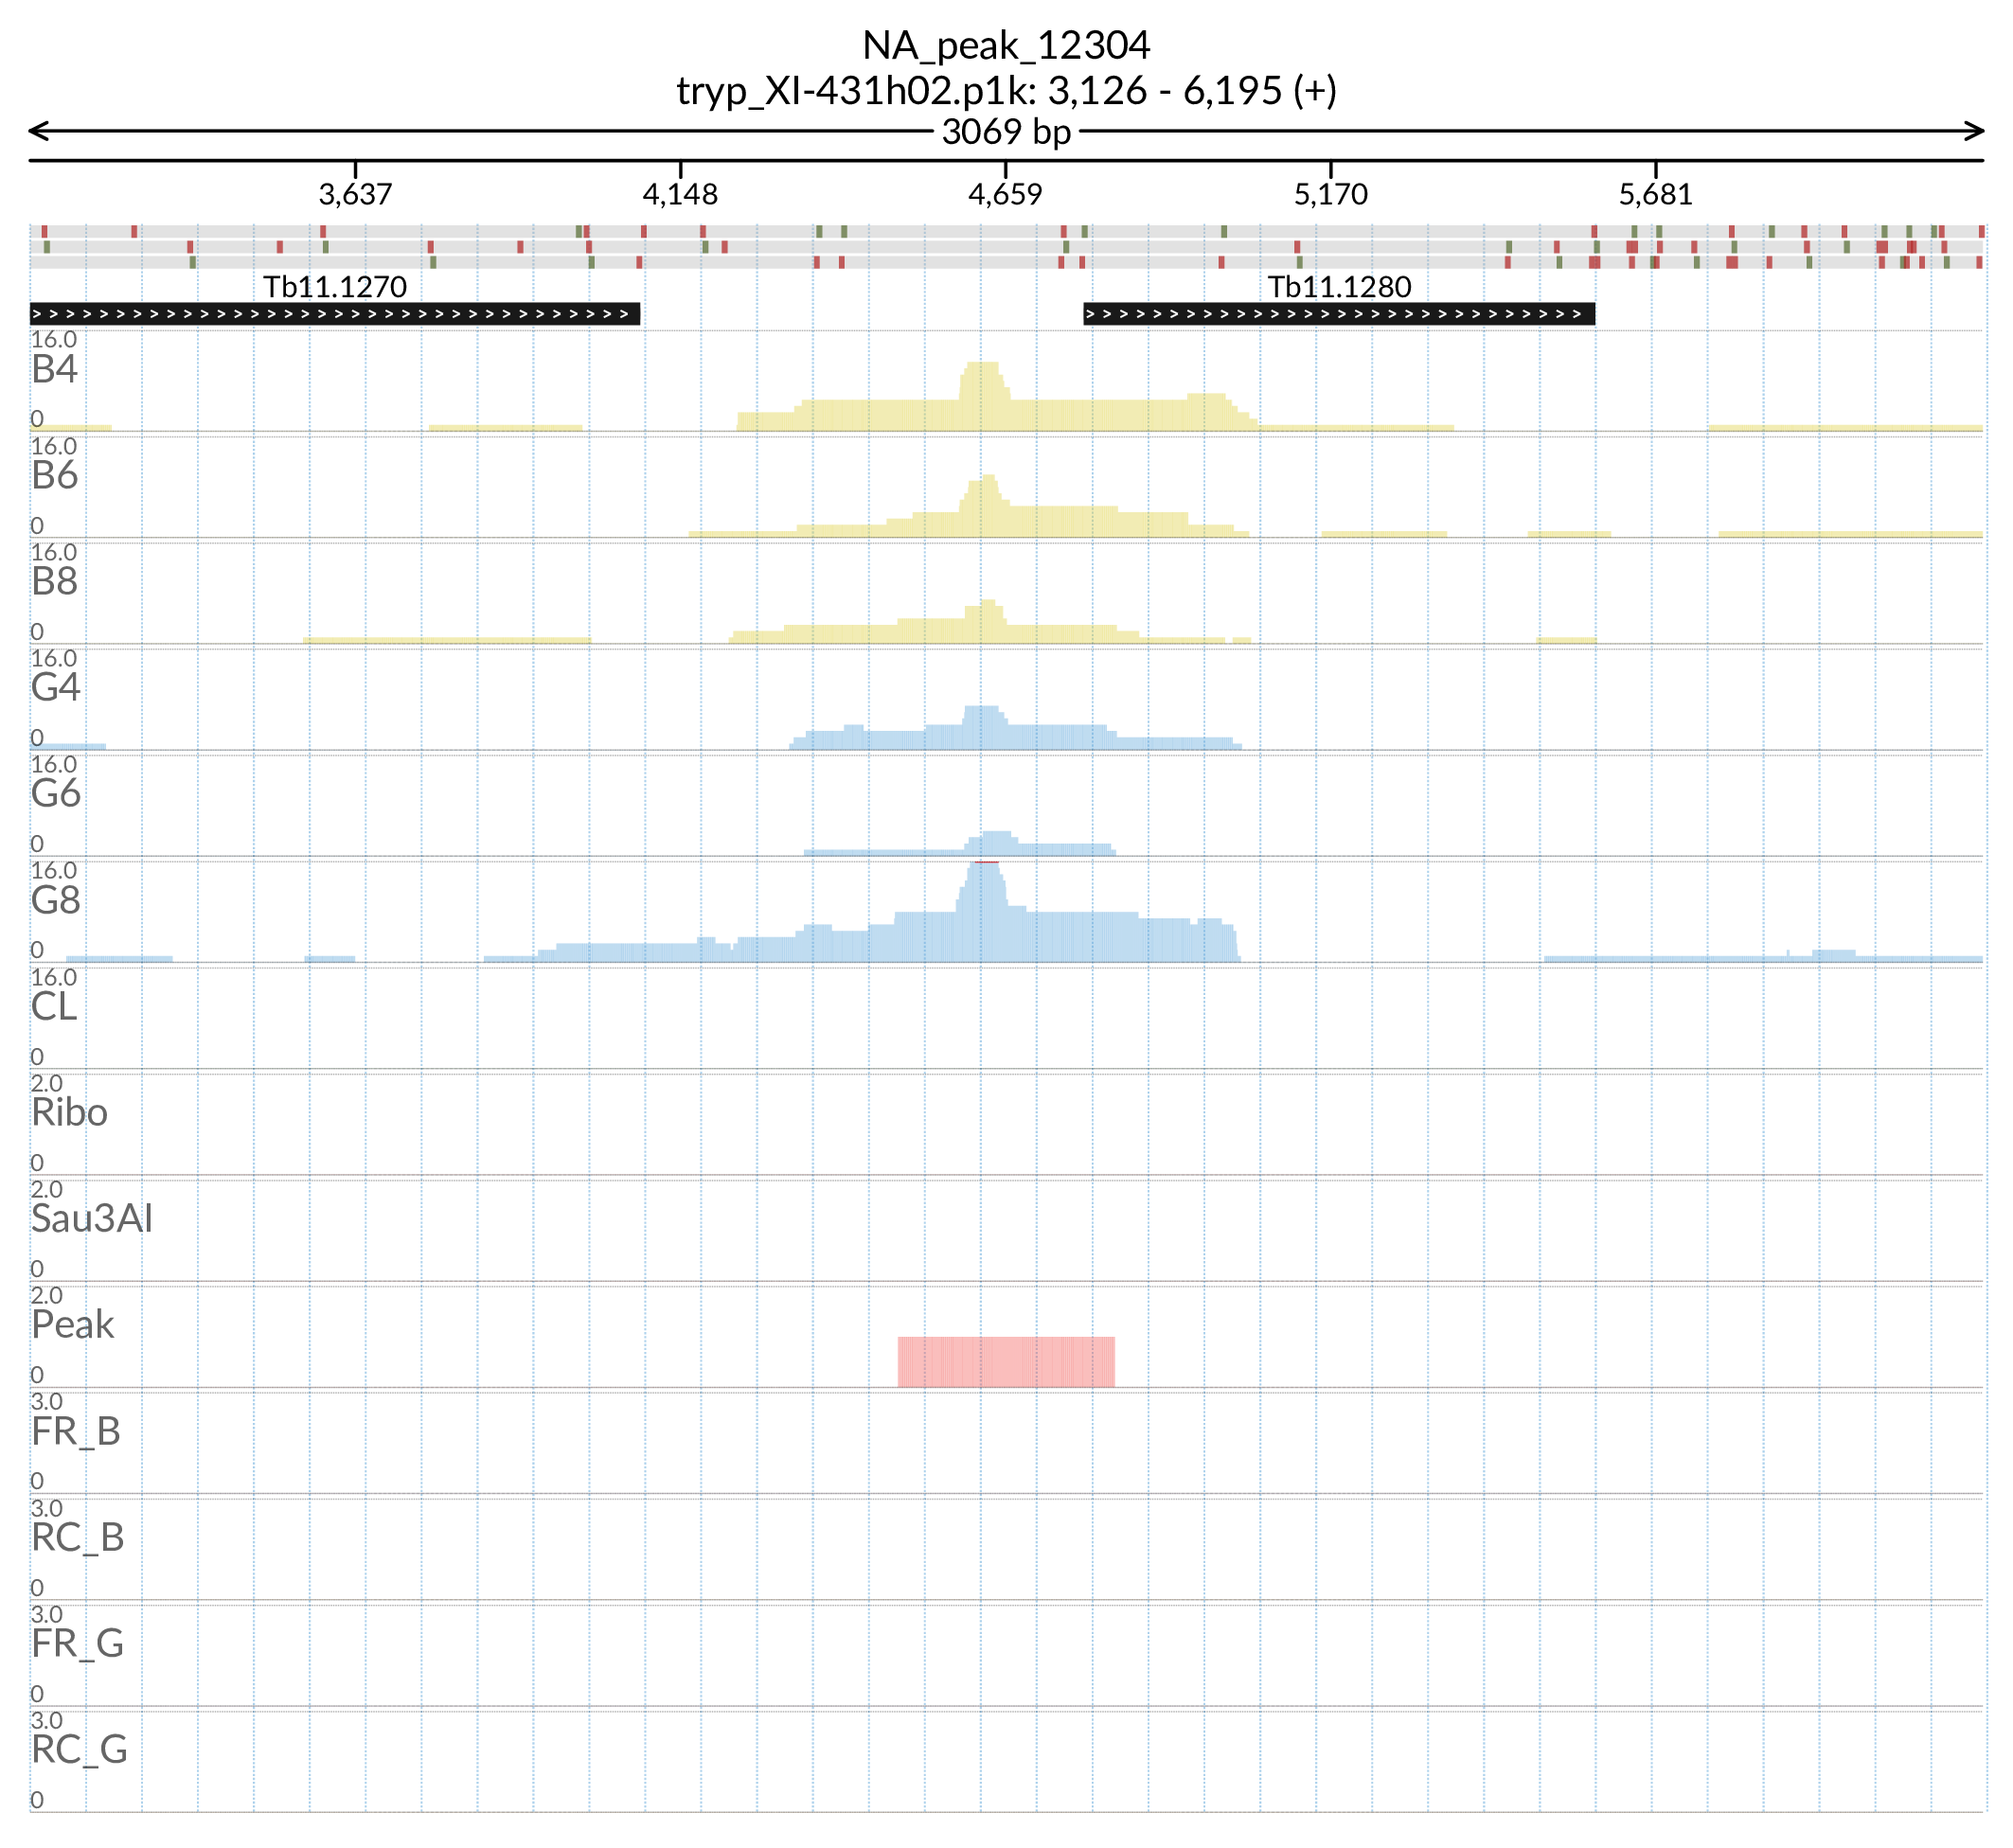 NA_peak_12304
tryp_XI-431h02.p1k: 3,126 - 6,195 (+)
3069 bp
3,637 4,148 4,659 5,170 5,681
Tb11.1270 Tb11.1280
16.0
B4
0
16.0
B6
0
16.0
B8
0
16.0
G4
0
16.0
G6
0
16.0
G8
0
16.0
CL
0
2.0
Ribo
0
2.0
Sau3AI
0
2.0
Peak
0
3.0
FR_B
0
3.0
RC_B
0
3.0
FR_G
0
3.0
RC_G
0